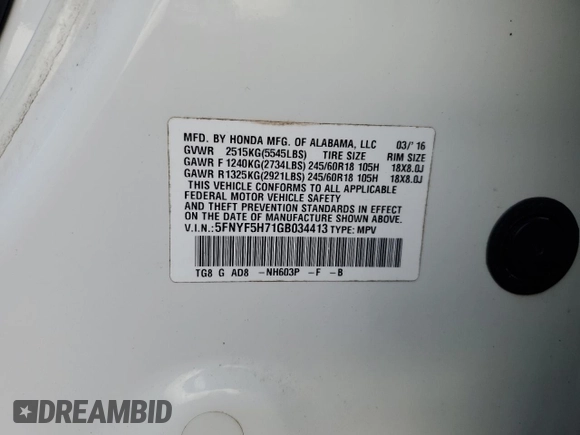 MFD. BY HONDA MFG. OF ALABAMA, LLC 03/'16
GVWR 2515KG(5545LBS) TIRE SIZE RIM SIZE
GAWR F 1240KG(2734LBS) 245/60R18 105H 18X8.0J
GAWR R 1325KG(2921LBS) 245/60R18 105H 18X8.0J
THIS VEHICLE CONFORMS TO ALL APPLICABLE
FEDERAL MOTOR VEHICLE SAFETY
AND THEFT PREVENTION STANDARDS IN EFFECT ON
THE DATE OF MANUFACTURE SHOWN ABOVE.
V.I.N.: 5FNYF5H71GB034413 TYPE: MPV
TG8 G AD8 -NH603P -F -B
DREAMBID